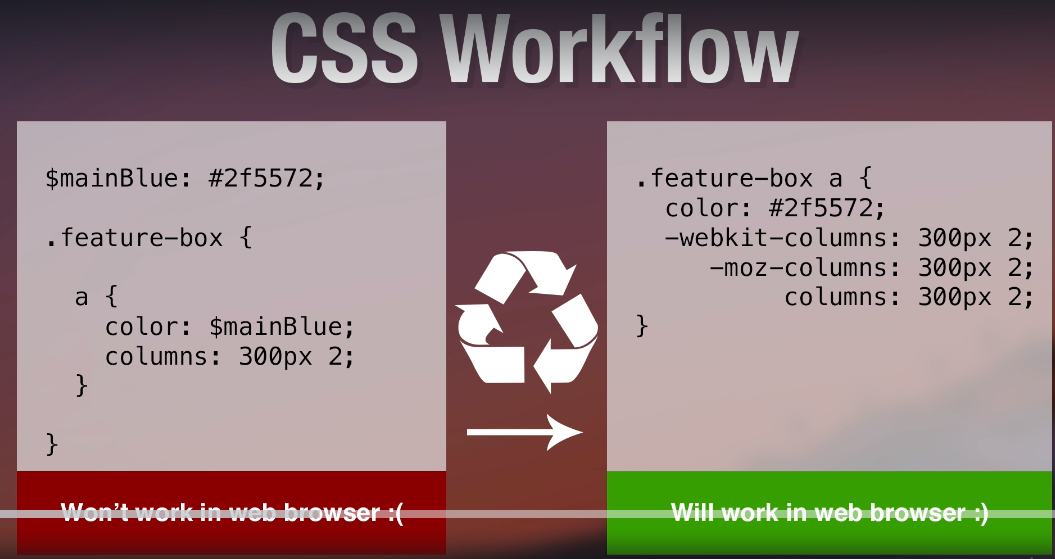 CSS Workflow
$mainBlue: #2f5572;
.feature-box {
a {
color: $mainBlue;
columns: 300px 2;
}
}
Won't work in web browser :(
.feature-box a {
color: #2f5572;
-webkit-columns: 300px 2;
-moz-columns: 300px 2;
columns: 300px 2;
}
Will work in web browser :)